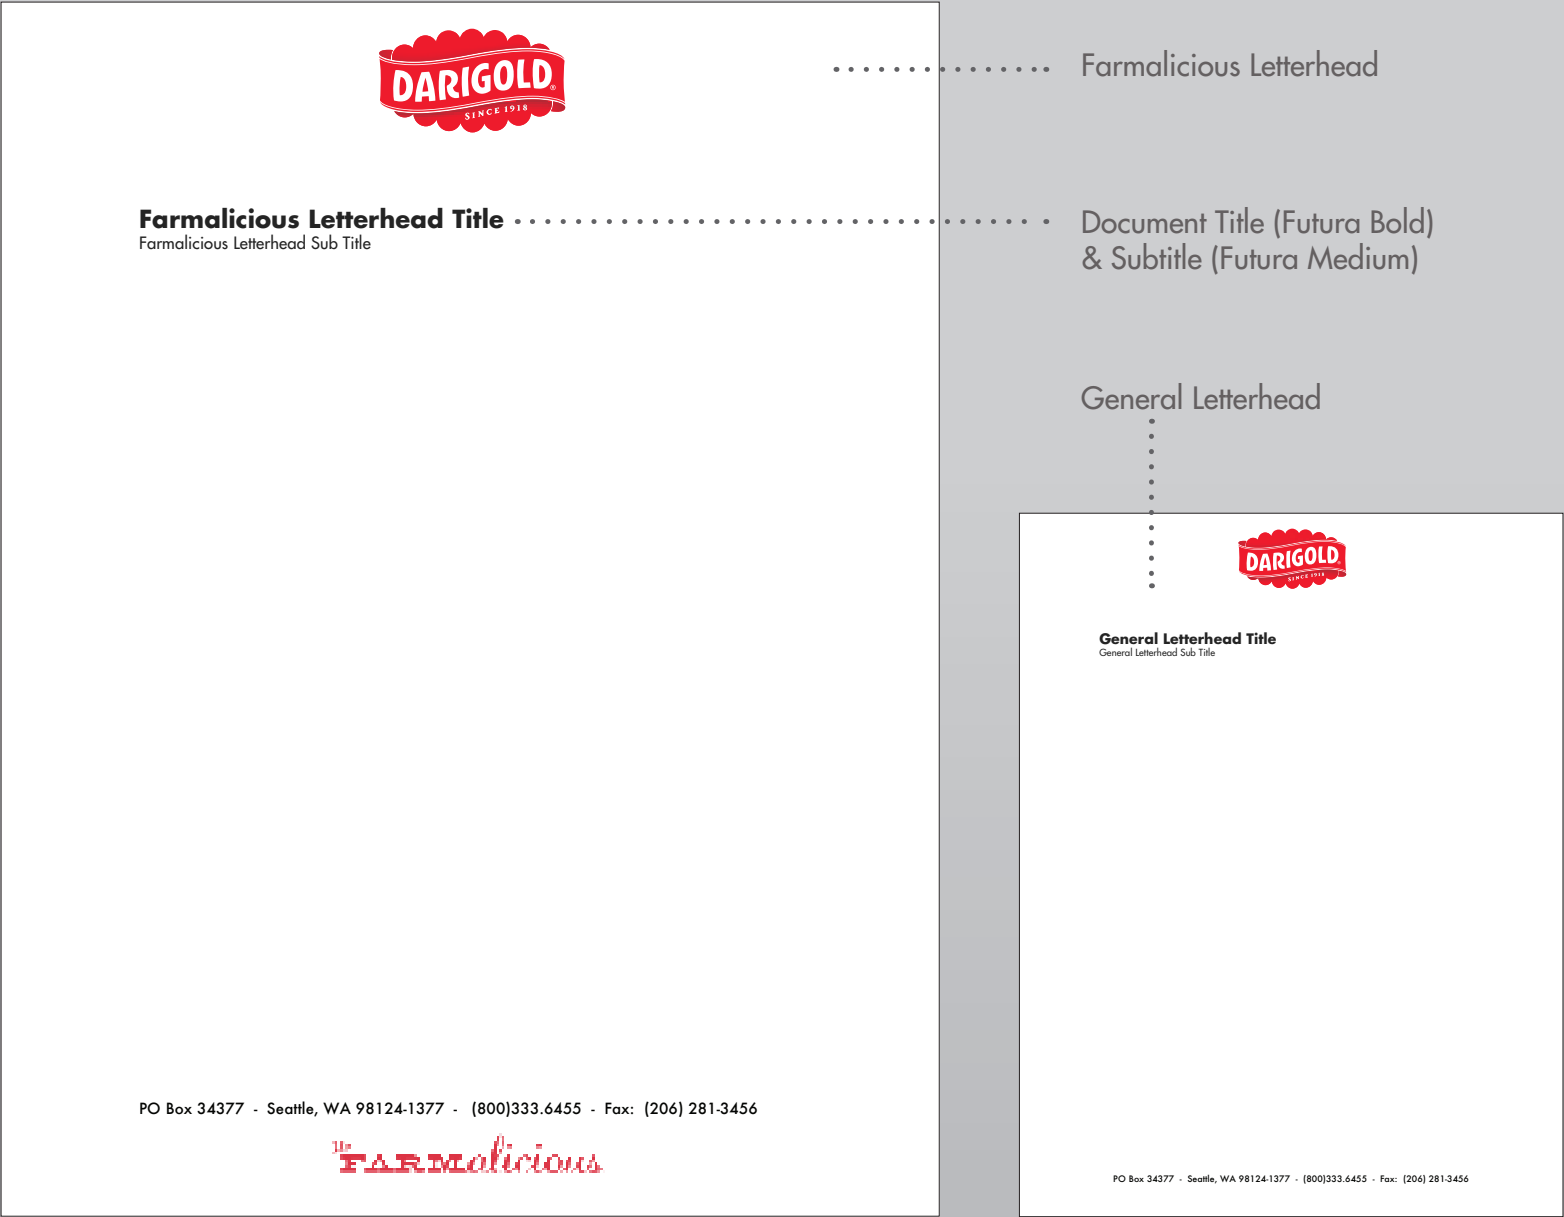 DARIGOLD®
SINCE 1918
Farmalicious Letterhead
Farmalicious Letterhead Title
Farmalicious Letterhead Sub Title
Document Title (Futura Bold)
& Subtitle (Futura Medium)
General Letterhead
DARIGOLD®
SINCE 1918
General Letterhead Title
General Letterhead Sub Title
PO Box 34377 - Seattle, WA 98124-1377 - (800)333.6455 - Fax: (206) 281-3456
FARMalicious
PO Box 34377 - Seattle, WA 98124-1377 - (800)333.6455 - Fax: (206) 281-3456